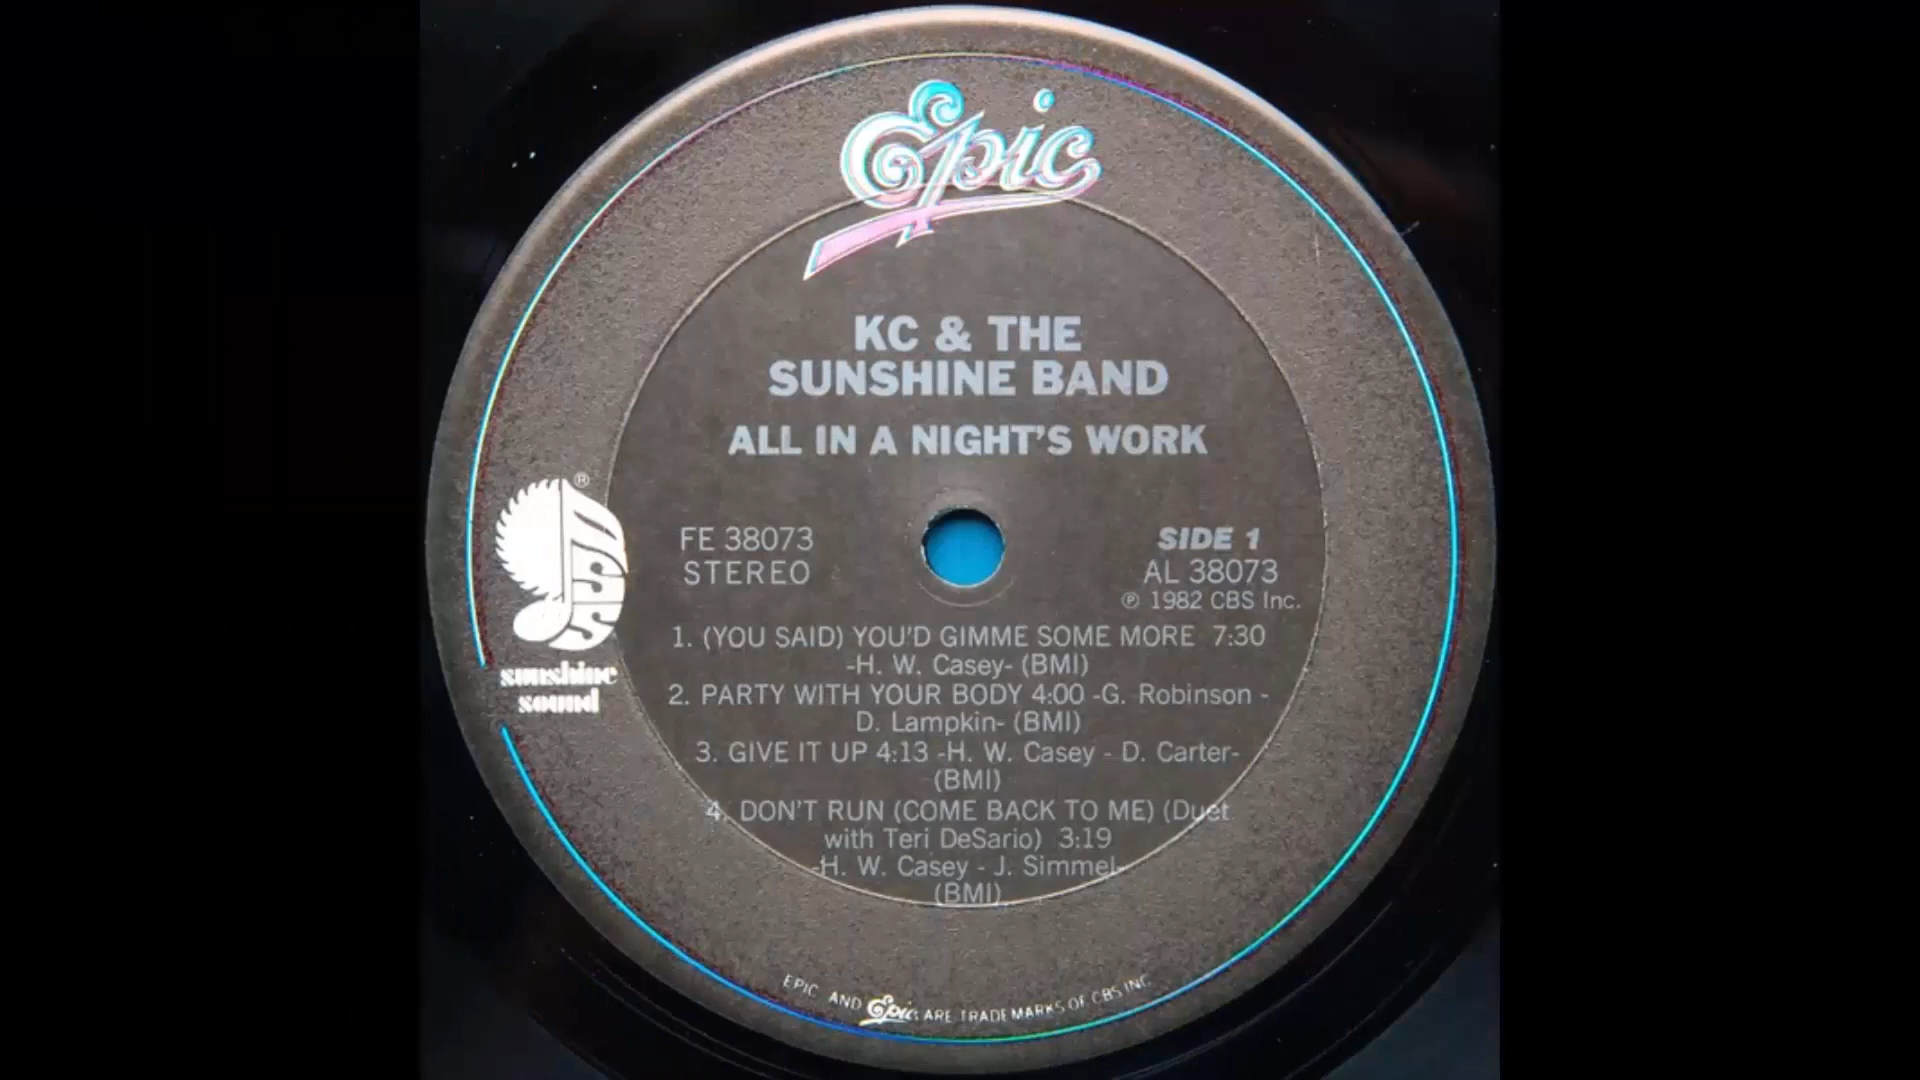 Epic
KC & THE
SUNSHINE BAND
ALL IN A NIGHT'S WORK
FE 38073
STEREO
SIDE 1
AL 38073
℗ 1982 CBS Inc.
®
TSS
sunshine
sound
1. (YOU SAID) YOU'D GIMME SOME MORE 7:30
-H. W. Casey- (BMI)
2. PARTY WITH YOUR BODY 4:00 -G. Robinson -
D. Lampkin- (BMI)
3. GIVE IT UP 4:13 -H. W. Casey - D. Carter-
(BMI)
4. DON'T RUN (COME BACK TO ME) (Duet
with Teri DeSario) 3:19
-H. W. Casey - J. Simmel-
(BMI)
EPIC AND Epic ARE TRADEMARKS OF CBS INC.